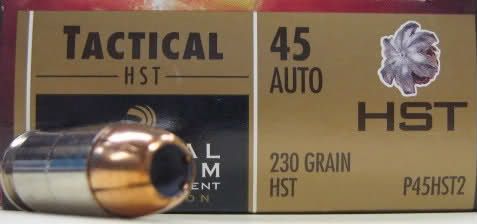 TACTICAL
HST
45
AUTO
HST
230 GRAIN
HST
P45HST2